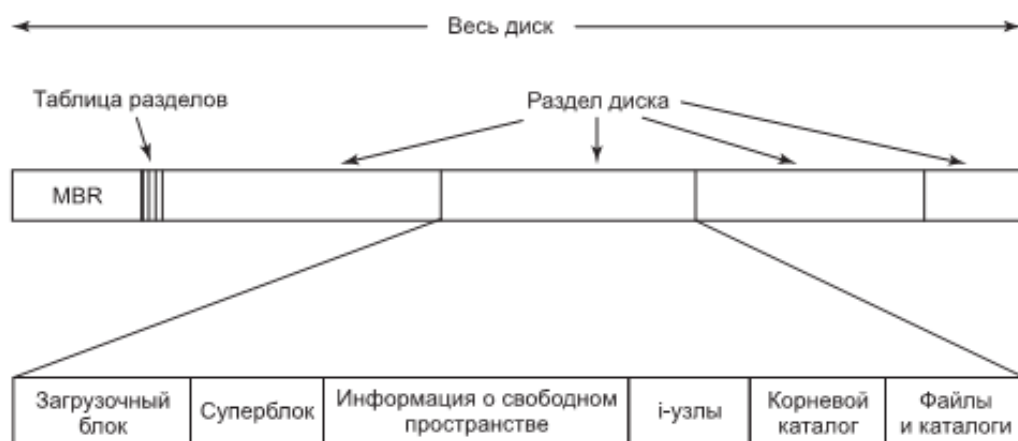 Весь диск
Таблица разделов
Раздел диска
MBR
Загрузочный
блок
Суперблок
Информация о свободном
пространстве
i-узлы
Корневой
каталог
Файлы
и каталоги